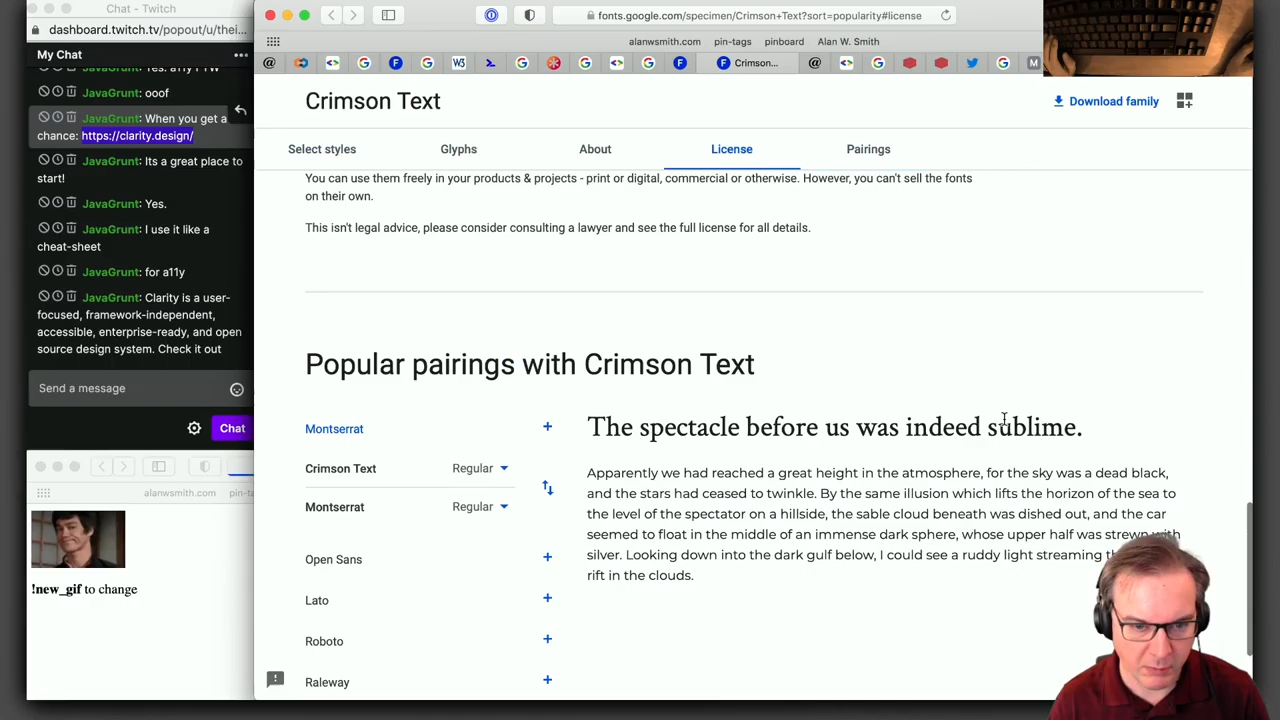 Chat - Twitch
dashboard.twitch.tv/popout/u/thei...
My Chat
JavaGrunt: Yes. a11y FTW
JavaGrunt: ooof
JavaGrunt: When you get a
chance: https://clarity.design/
JavaGrunt: Its a great place to
start!
JavaGrunt: Yes.
JavaGrunt: I use it like a
cheat-sheet
JavaGrunt: for a11y
JavaGrunt: Clarity is a user-
focused, framework-independent,
accessible, enterprise-ready, and open
source design system. Check it out
Send a message
Chat
alanwsmith.com pin-t
!new_gif to change
fonts.google.com/specimen/Crimson+Text?sort=popularity#license
alanwsmith.com pin-tags pinboard Alan W. Smith
Crimson...
Crimson Text
Download family
Select styles Glyphs About License Pairings
You can use them freely in your products & projects - print or digital, commercial or otherwise. However, you can't sell the fonts
on their own.
This isn't legal advice, please consider consulting a lawyer and see the full license for all details.
Popular pairings with Crimson Text
Montserrat
Crimson Text Regular
Montserrat Regular
Open Sans
Lato
Roboto
Raleway
The spectacle before us was indeed sublime.
Apparently we had reached a great height in the atmosphere, for the sky was a dead black,
and the stars had ceased to twinkle. By the same illusion which lifts the horizon of the sea to
the level of the spectator on a hillside, the sable cloud beneath was dished out, and the car
seemed to float in the middle of an immense dark sphere, whose upper half was strewn with
silver. Looking down into the dark gulf below, I could see a ruddy light streaming th
rift in the clouds.